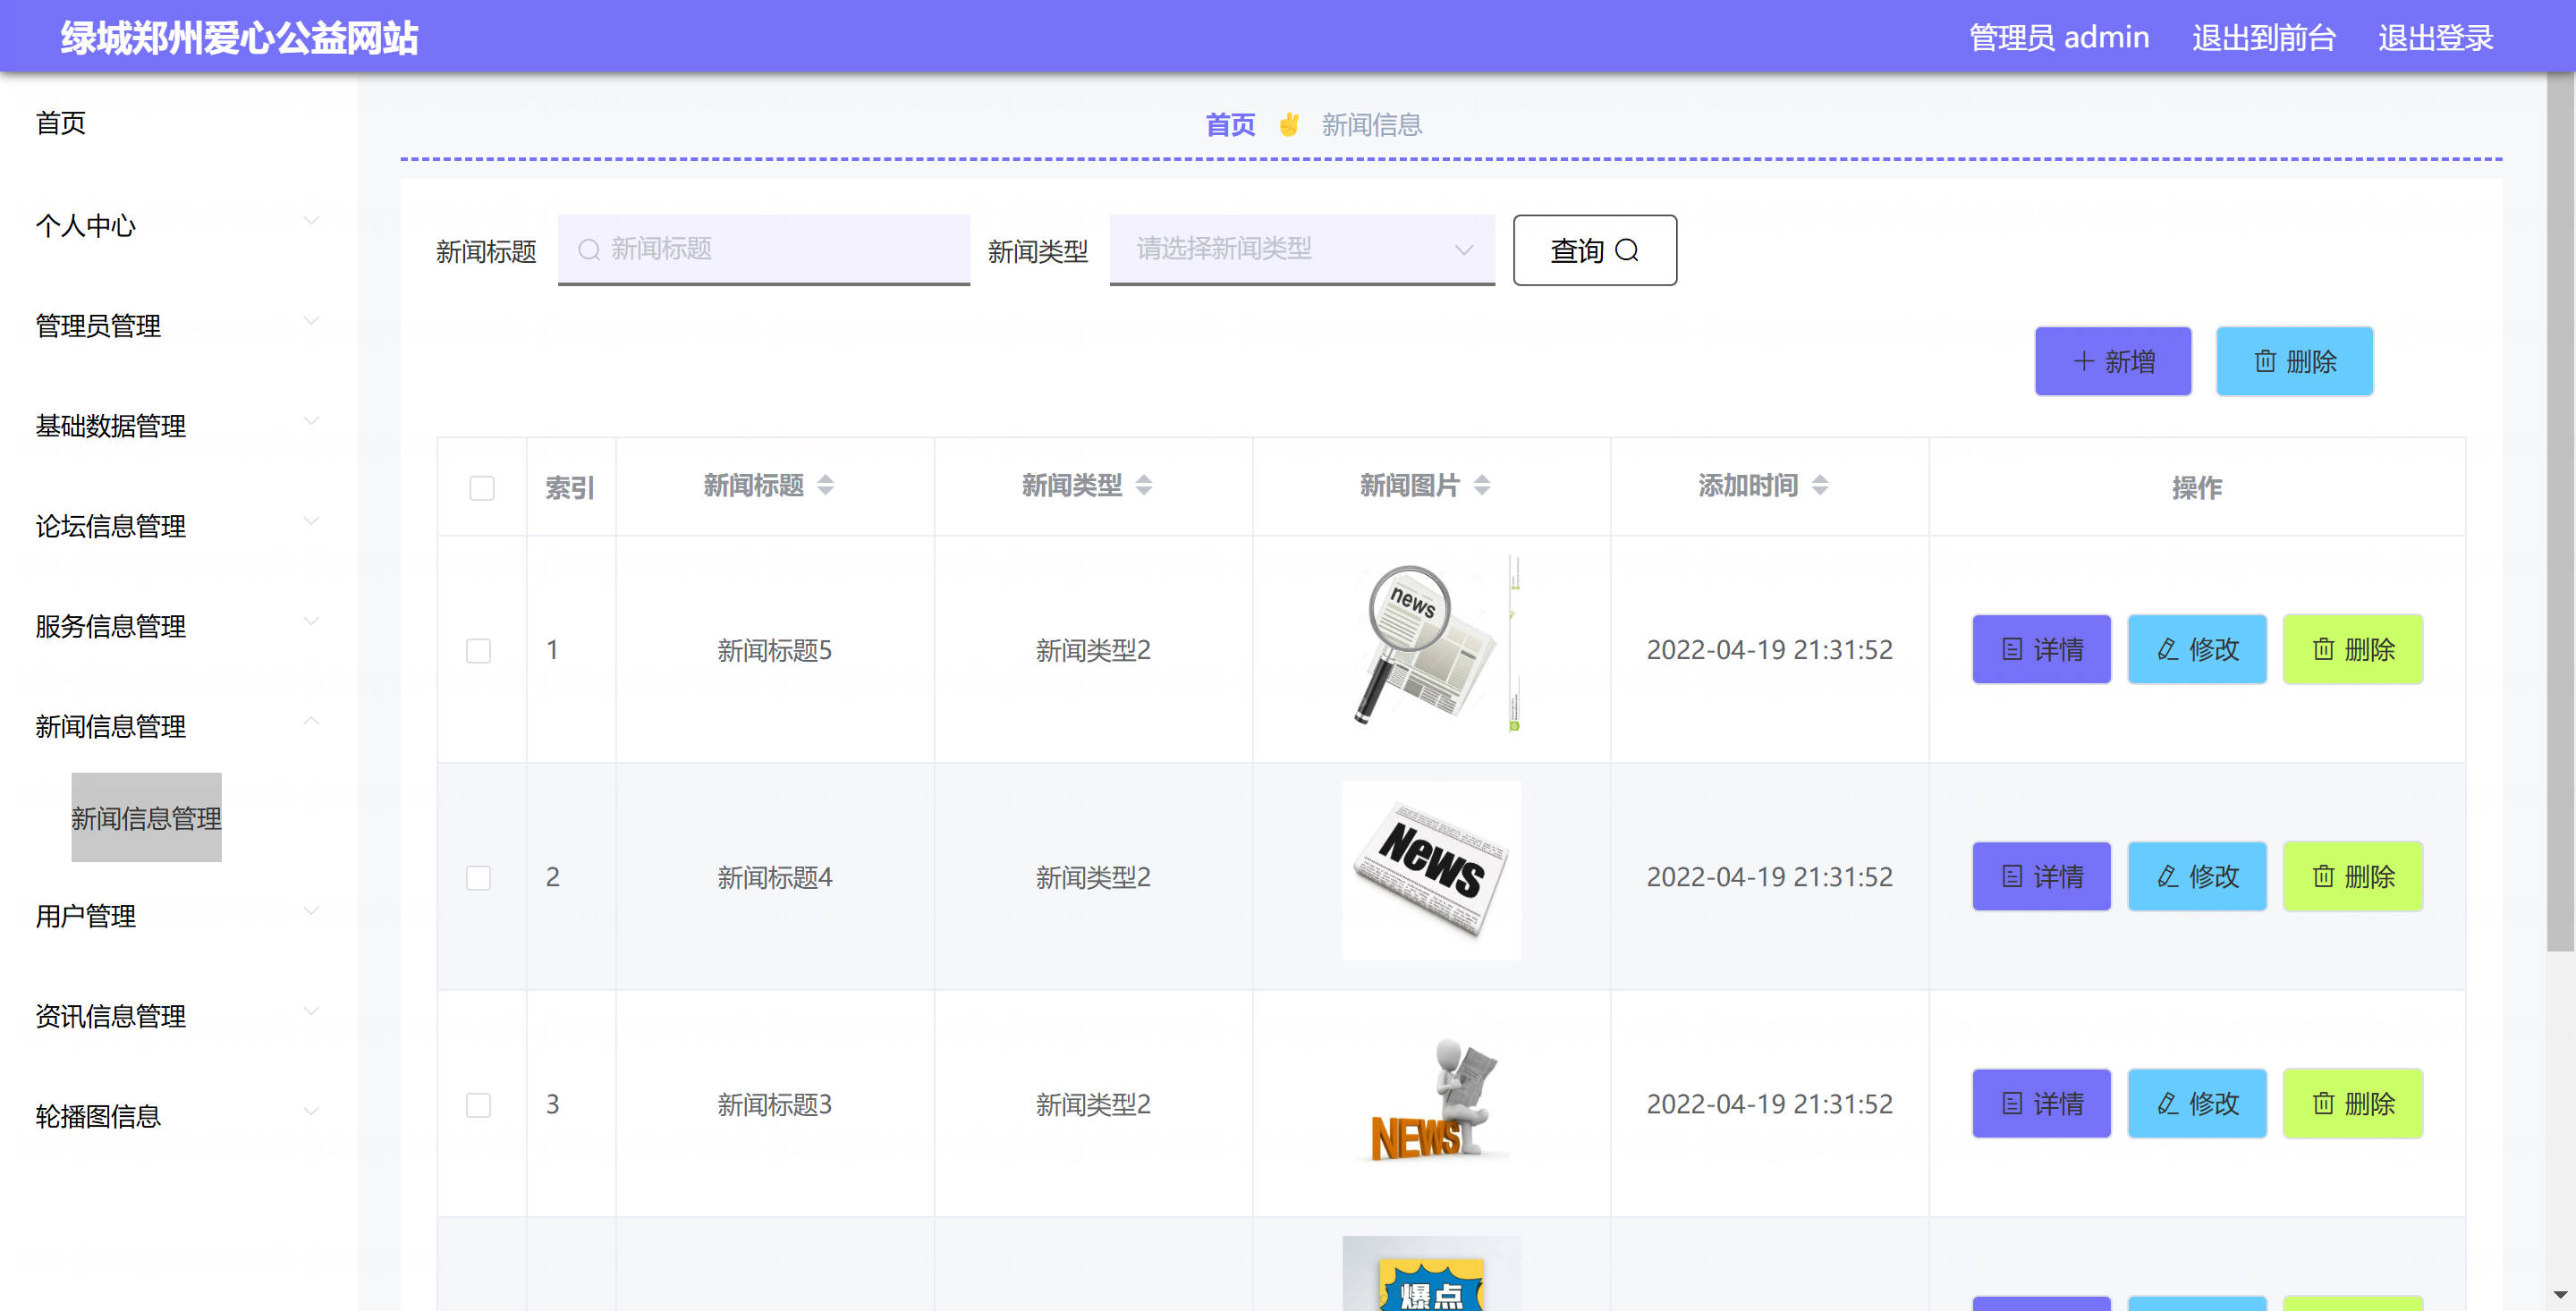 绿城郑州爱心公益网站
管理员 admin 退出到前台 退出登录
首页
个人中心
管理员管理
基础数据管理
论坛信息管理
服务信息管理
新闻信息管理
新闻信息管理
用户管理
资讯信息管理
轮播图信息
首页 ✌ 新闻信息
新闻标题 新闻标题 新闻类型 请选择新闻类型 查询
新增 删除
索引 新闻标题 新闻类型 新闻图片 添加时间 操作
1 新闻标题5 新闻类型2 news 2022-04-19 21:31:52 详情 修改 删除
2 新闻标题4 新闻类型2 News 2022-04-19 21:31:52 详情 修改 删除
3 新闻标题3 新闻类型2 NEWS 2022-04-19 21:31:52 详情 修改 删除
爆点